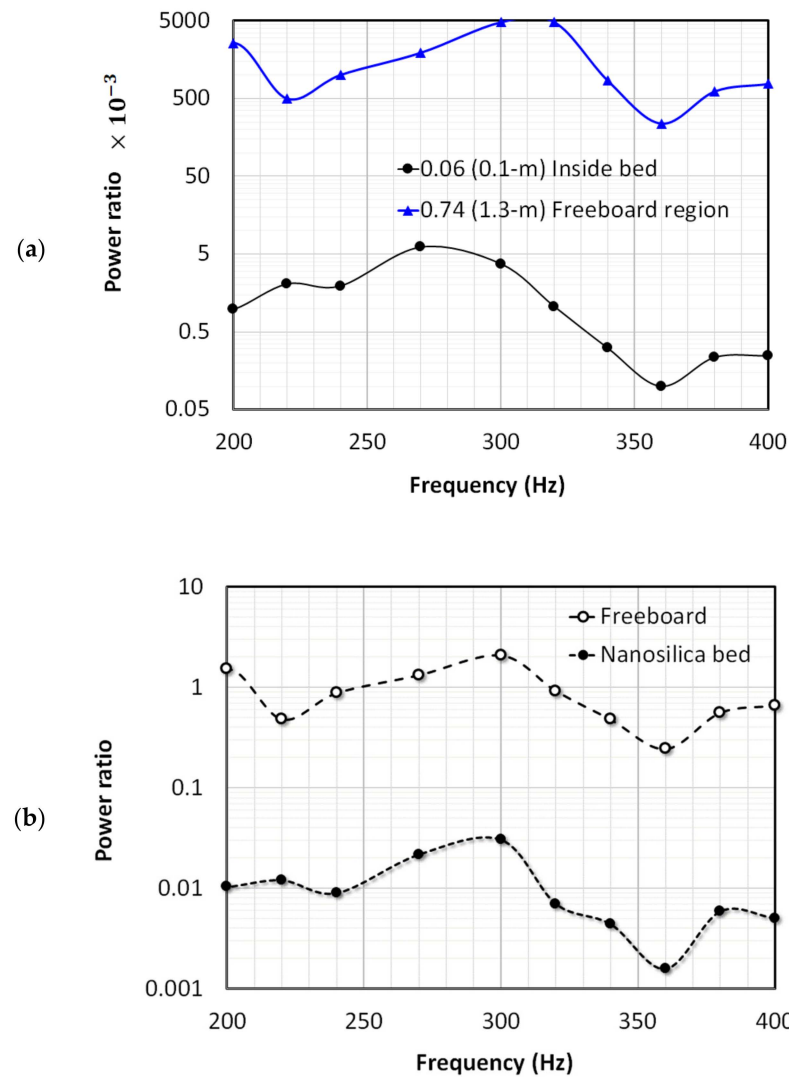 (a)
Power ratio × 10⁻³
5000
500
50
5
0.5
0.05
0.06 (0.1-m) Inside bed
0.74 (1.3-m) Freeboard region
200 250 300 350 400
Frequency (Hz)
(b)
Power ratio
10
1
0.1
0.01
0.001
Freeboard
Nanosilica bed
200 250 300 350 400
Frequency (Hz)